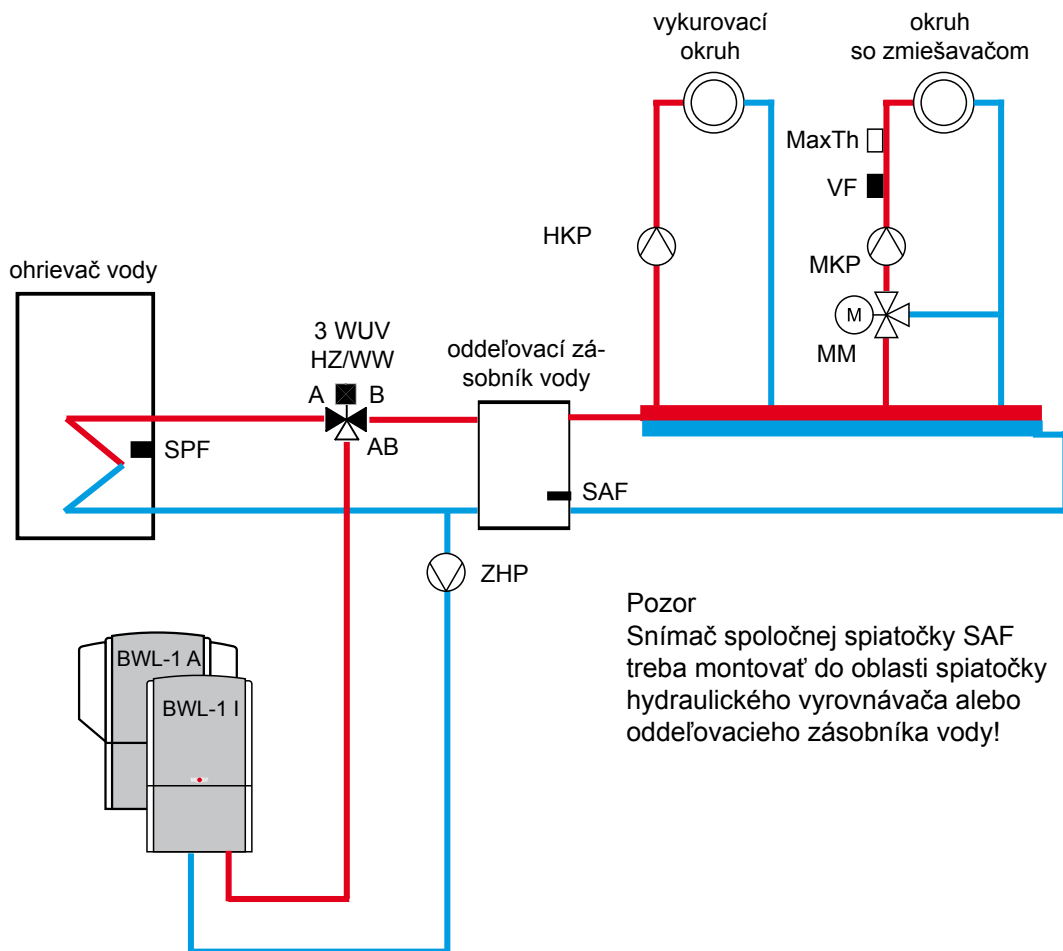 vykurovací
okruh
okruh
so zmiešavačom
MaxTh
VF
HKP
MKP
M
MM
ohrievač vody
3 WUV
HZ/WW
A
B
AB
oddeľovací zá-
sobník vody
SPF
SAF
ZHP
BWL-1 A
BWL-1 I
Pozor
Snímač spoločnej spiatočky SAF
treba montovať do oblasti spiatočky
hydraulického vyrovnávača alebo
oddeľovacieho zásobníka vody!